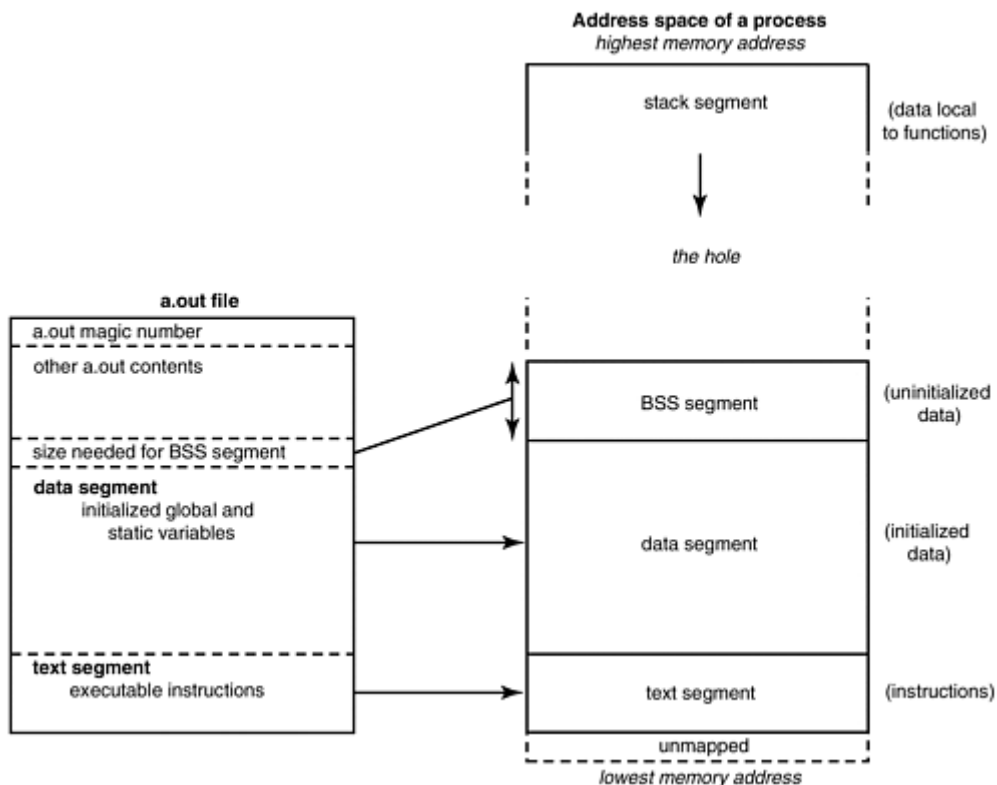 Address space of a process
highest memory address
stack segment
(data local
to functions)
the hole
a.out file
a.out magic number
other a.out contents
size needed for BSS segment
data segment
initialized global and
static variables
text segment
executable instructions
BSS segment
(uninitialized
data)
data segment
(initialized
data)
text segment
(instructions)
unmapped
lowest memory address